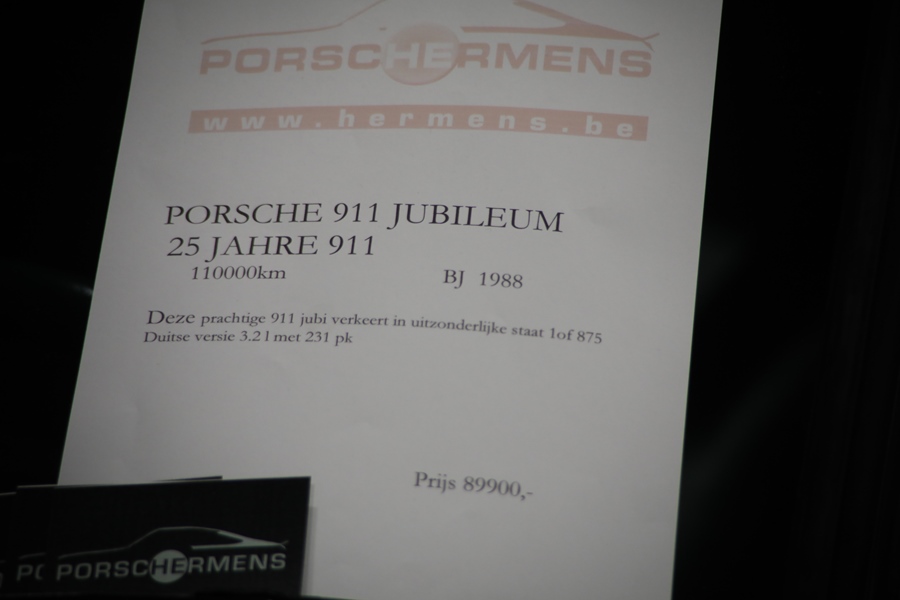 PORSCHERMENS
www.hermens.be
PORSCHE 911 JUBILEUM
25 JAHRE 911
110000km BJ 1988
Deze prachtige 911 jubi verkeert in uitzonderlijke staat 1of 875
Duitse versie 3.2 l met 231 pk
Prijs 89900,-
PORSCHERMENS